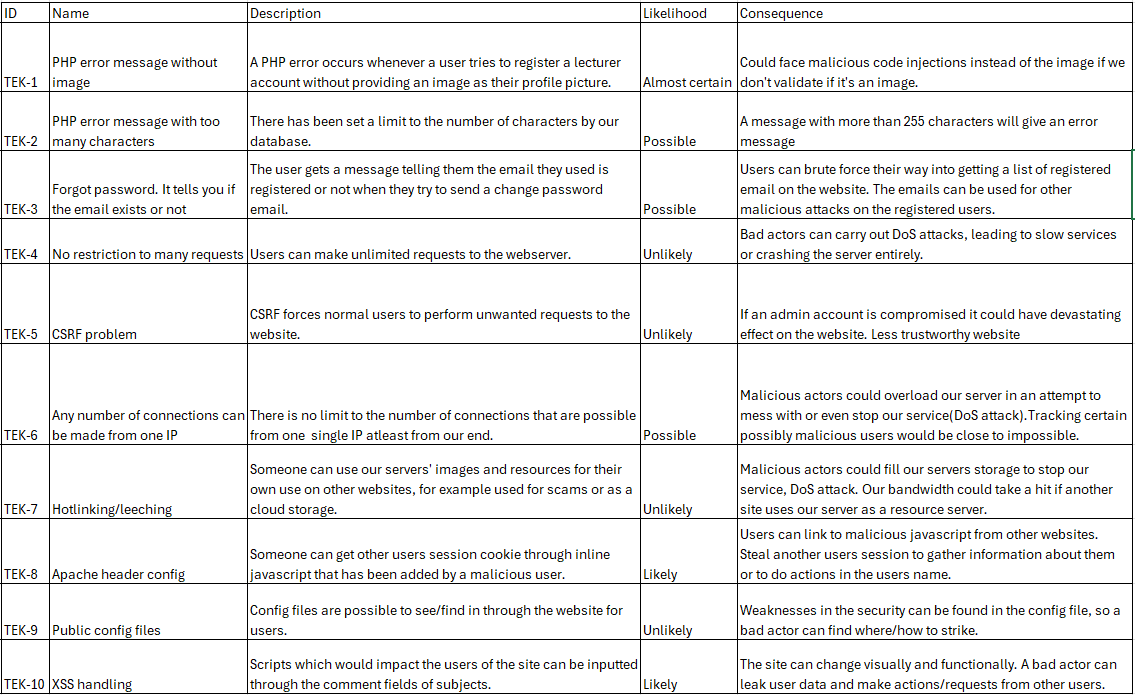 ID Name Description Likelihood Consequence
PHP error message without
TEK-1 image
A PHP error occurs whenever a user tries to register a lecturer
account without providing an image as their profile picture.
Almost certain
Could face malicious code injections instead of the image if we
don't validate if it's an image.
PHP error message with too
TEK-2 many characters
There has been set a limit to the number of characters by our
database.
Possible
A message with more than 255 characters will give an error
message
TEK-3
Forgot password. It tells you if
the email exists or not
The user gets a message telling them the email they used is
registered or not when they try to send a change password
email.
Possible
Users can brute force their way into getting a list of registered
email on the website. The emails can be used for other
malicious attacks on the registered users.
TEK-4 No restriction to many requests Users can make unlimited requests to the webserver.
Unlikely
Bad actors can carry out DoS attacks, leading to slow services
or crashing the server entirely.
TEK-5 CSRF problem
CSRF forces normal users to perform unwanted requests to the
website.
Unlikely
If an admin account is compromised it could have devastating
effect on the website. Less trustworthy website
TEK-6
Any number of connections can
be made from one IP
There is no limit to the number of connections that are possible
from one single IP atleast from our end.
Possible
Malicious actors could overload our server in an attempt to
mess with or even stop our service(DoS attack).Tracking certain
possibly malicious users would be close to impossible.
TEK-7 Hotlinking/leeching
Someone can use our servers' images and resources for their
own use on other websites, for example used for scams or as a
cloud storage.
Unlikely
Malicious actors could fill our servers storage to stop our
service, DoS attack. Our bandwidth could take a hit if another
site uses our server as a resource server.
TEK-8 Apache header config
Someone can get other users session cookie through inline
javascript that has been added by a malicious user.
Likely
Users can link to malicious javascript from other websites.
Steal another users session to gather information about them
or to do actions in the users name.
TEK-9 Public config files
Config files are possible to see/find in through the website for
users.
Unlikely
Weaknesses in the security can be found in the config file, so a
bad actor can find where/how to strike.
TEK-10 XSS handling
Scripts which would impact the users of the site can be inputted
through the comment fields of subjects.
Likely
The site can change visually and functionally. A bad actor can
leak user data and make actions/requests from other users.